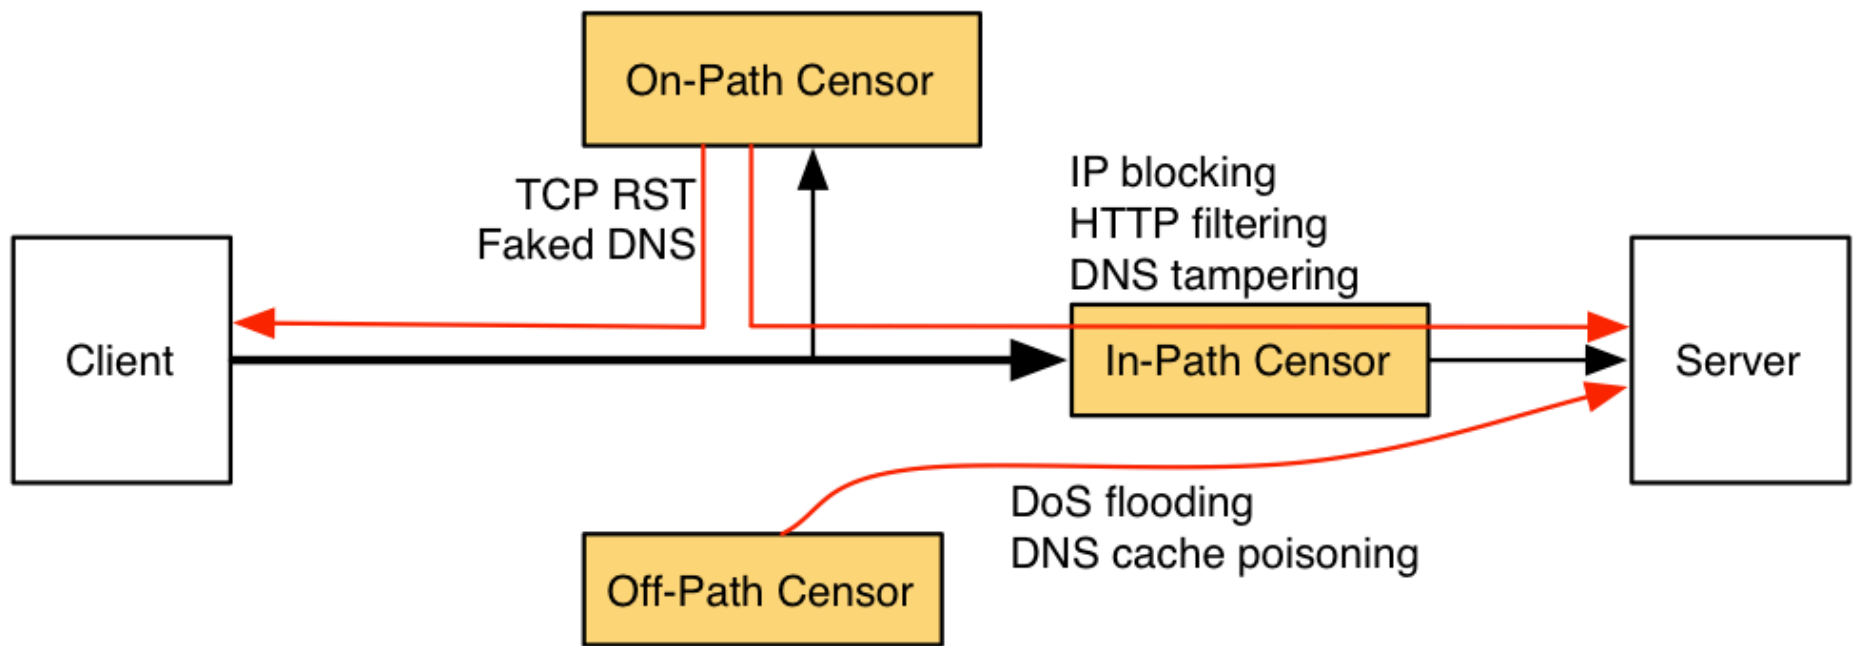 On-Path Censor
TCP RST
Faked DNS
IP blocking
HTTP filtering
DNS tampering
Client
In-Path Censor
Server
DoS flooding
DNS cache poisoning
Off-Path Censor